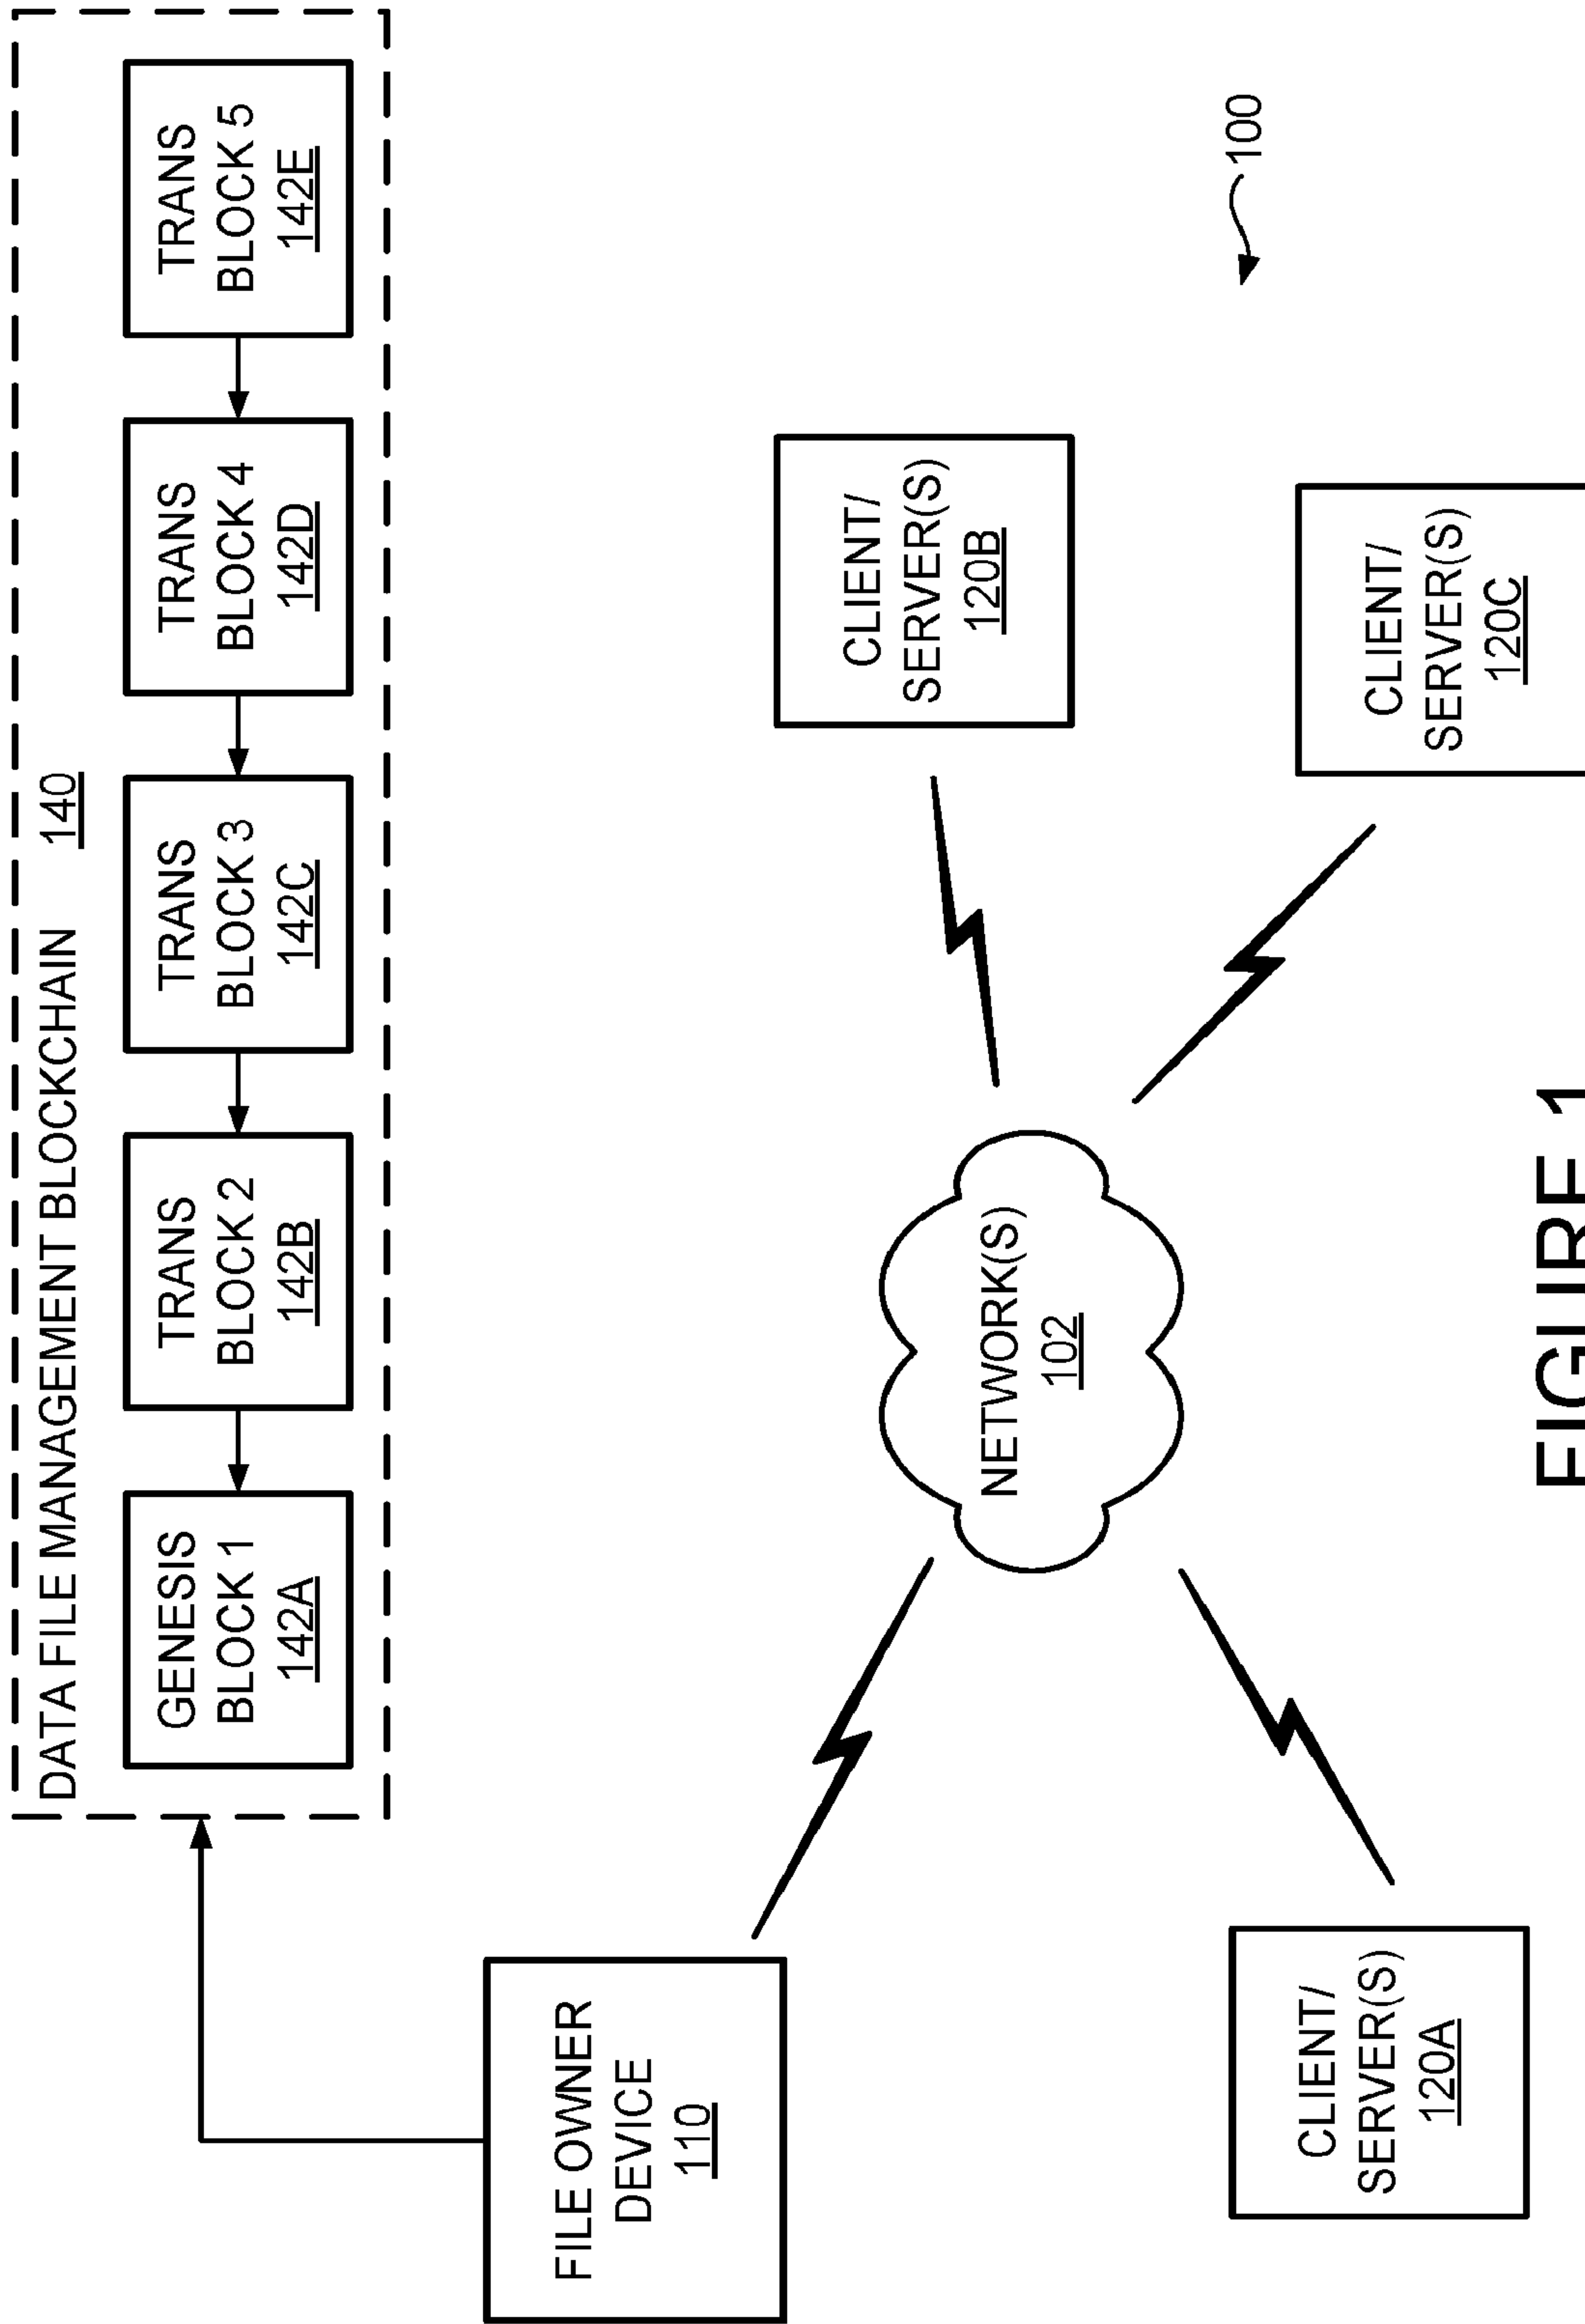 DATA FILE MANAGEMENT BLOCKCHAIN 140
GENESIS
BLOCK 1
142A
TRANS
BLOCK 2
142B
TRANS
BLOCK 3
142C
TRANS
BLOCK 4
142D
TRANS
BLOCK 5
142E
FILE OWNER
DEVICE
110
CLIENT/
SERVER(S)
120B
NETWORK(S)
102
CLIENT/
SERVER(S)
120A
CLIENT/
SERVER(S)
120C
100
FIGURE 1